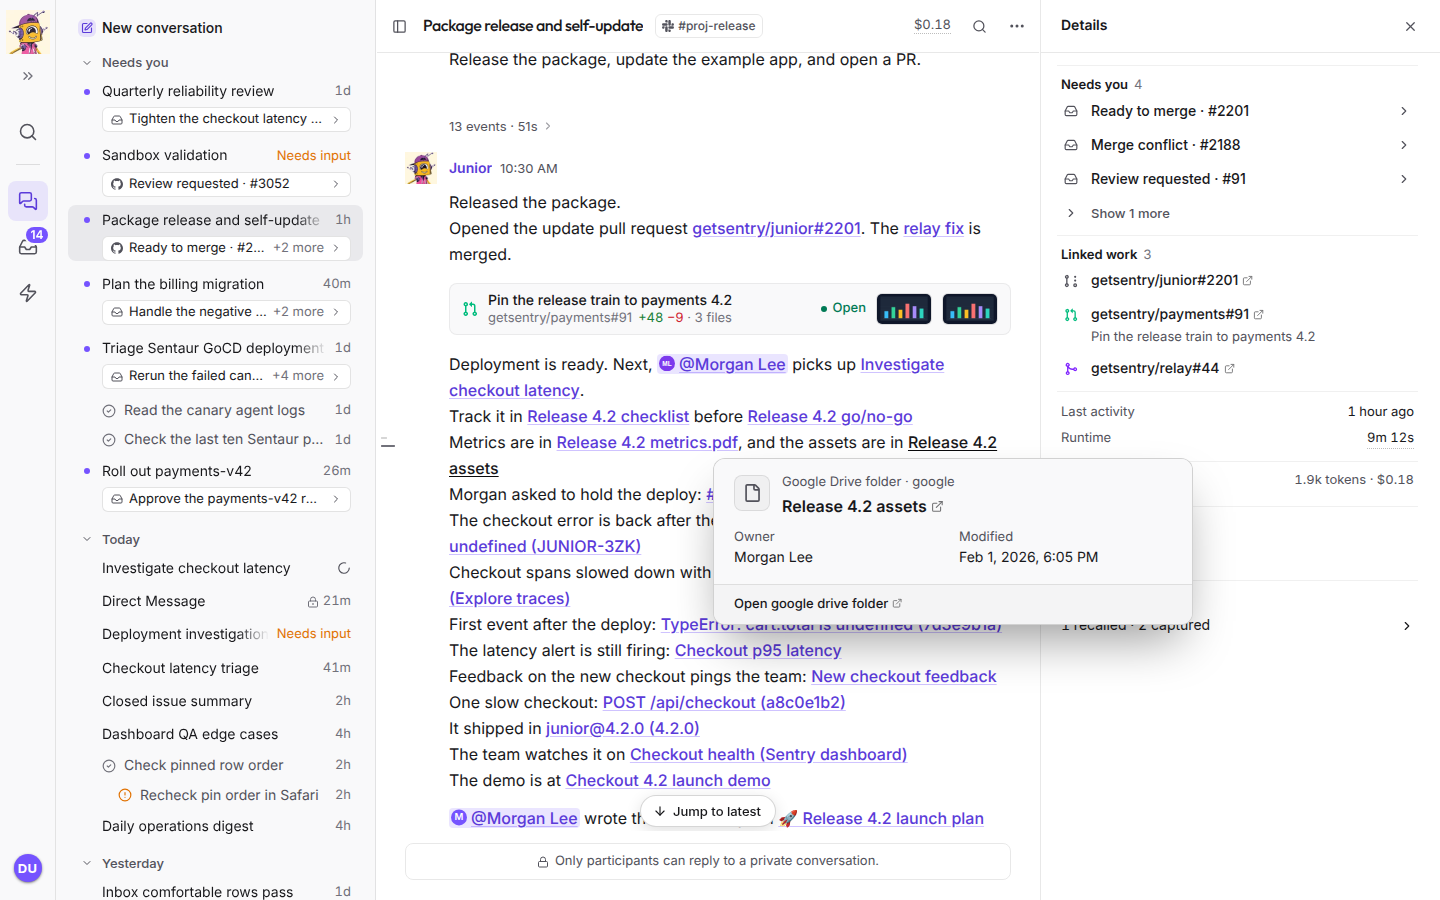 New conversation
Needs you
Quarterly reliability review 1d
Tighten the checkout latency ...
Sandbox validation Needs input
Review requested · #3052
Package release and self-update 1h
Ready to merge · #2... +2 more
14
Plan the billing migration 40m
Handle the negative ... +2 more
Triage Sentaur GoCD deployment 1d
Rerun the failed can... +4 more
Read the canary agent logs 1d
Check the last ten Sentaur p... 1d
Roll out payments-v42 26m
Approve the payments-v42 r...
Today
Investigate checkout latency
Direct Message 21m
Deployment investigation Needs input
Checkout latency triage 41m
Closed issue summary 2h
Dashboard QA edge cases 4h
Check pinned row order 2h
Recheck pin order in Safari 2h
Daily operations digest 4h
Yesterday
Inbox comfortable rows pass 1d
DU
Package release and self-update #proj-release $0.18
Release the package, update the example app, and open a PR.
13 events · 51s
Junior 10:30 AM
Released the package.
Opened the update pull request getsentry/junior#2201. The relay fix is
merged.
Pin the release train to payments 4.2
getsentry/payments#91 +48 −9 · 3 files
Open
Deployment is ready. Next, ML @Morgan Lee picks up Investigate
checkout latency.
Track it in Release 4.2 checklist before Release 4.2 go/no-go
Metrics are in Release 4.2 metrics.pdf, and the assets are in Release 4.2
assets
Morgan asked to hold the deploy: #
The checkout error is back after the
undefined (JUNIOR-3ZK)
Checkout spans slowed down with
(Explore traces)
First event after the deploy: TypeError: cart.total is undefined (7d3e9b1a)
The latency alert is still firing: Checkout p95 latency
Feedback on the new checkout pings the team: New checkout feedback
One slow checkout: POST /api/checkout (a8c0e1b2)
It shipped in junior@4.2.0 (4.2.0)
The team watches it on Checkout health (Sentry dashboard)
The demo is at Checkout 4.2 launch demo
M @Morgan Lee wrote th 🚀 Release 4.2 launch plan
Jump to latest
Only participants can reply to a private conversation.
Google Drive folder · google
Release 4.2 assets
Owner Modified
Morgan Lee Feb 1, 2026, 6:05 PM
Open google drive folder
Details
Needs you 4
Ready to merge · #2201
Merge conflict · #2188
Review requested · #91
Show 1 more
Linked work 3
getsentry/junior#2201
getsentry/payments#91
Pin the release train to payments 4.2
getsentry/relay#44
Last activity 1 hour ago
Runtime 9m 12s
1.9k tokens · $0.18
1 recalled · 2 captured